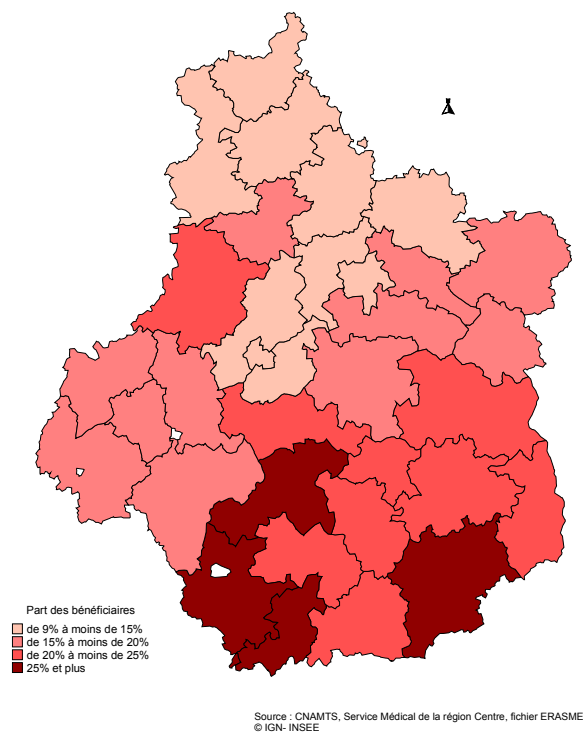 Part des bénéficiaires
de 9% à moins de 15%
de 15% à moins de 20%
de 20% à moins de 25%
25% et plus
Source : CNAMTS, Service Médical de la région Centre, fichier ERASME
© IGN- INSEE